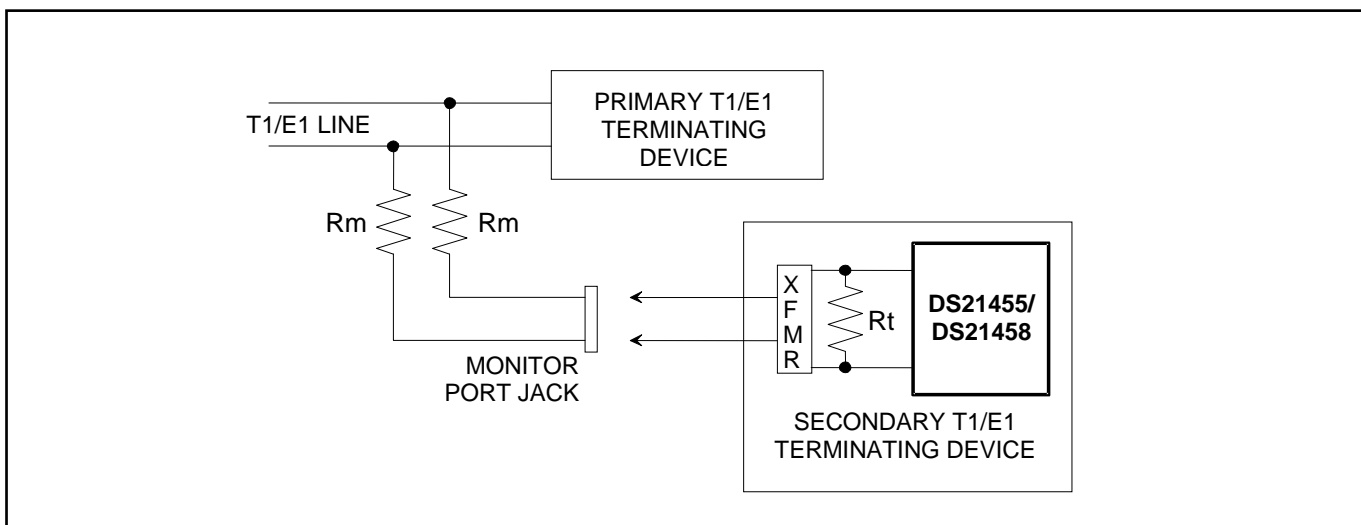 PRIMARY T1/E1
TERMINATING
DEVICE
T1/E1 LINE
Rm
Rm
MONITOR
PORT JACK
X
F
M
R
Rt
DS21455/
DS21458
SECONDARY T1/E1
TERMINATING DEVICE